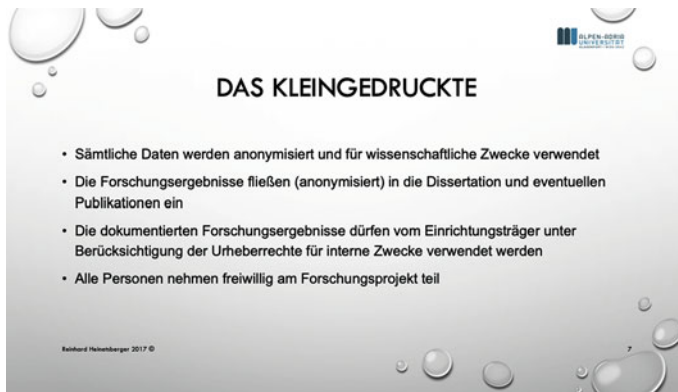 ALPEN-ADRIA
UNIVERSITÄT
DAS KLEINGEDRUCKTE
• Sämtliche Daten werden anonymisiert und für wissenschaftliche Zwecke verwendet
• Die Forschungsergebnisse fließen (anonymisiert) in die Dissertation und eventuellen
Publikationen ein
• Die dokumentierten Forschungsergebnisse dürfen vom Einrichtungsträger unter
Berücksichtigung der Urheberrechte für interne Zwecke verwendet werden
• Alle Personen nehmen freiwillig am Forschungsprojekt teil
Reinhard 2017 ©
7